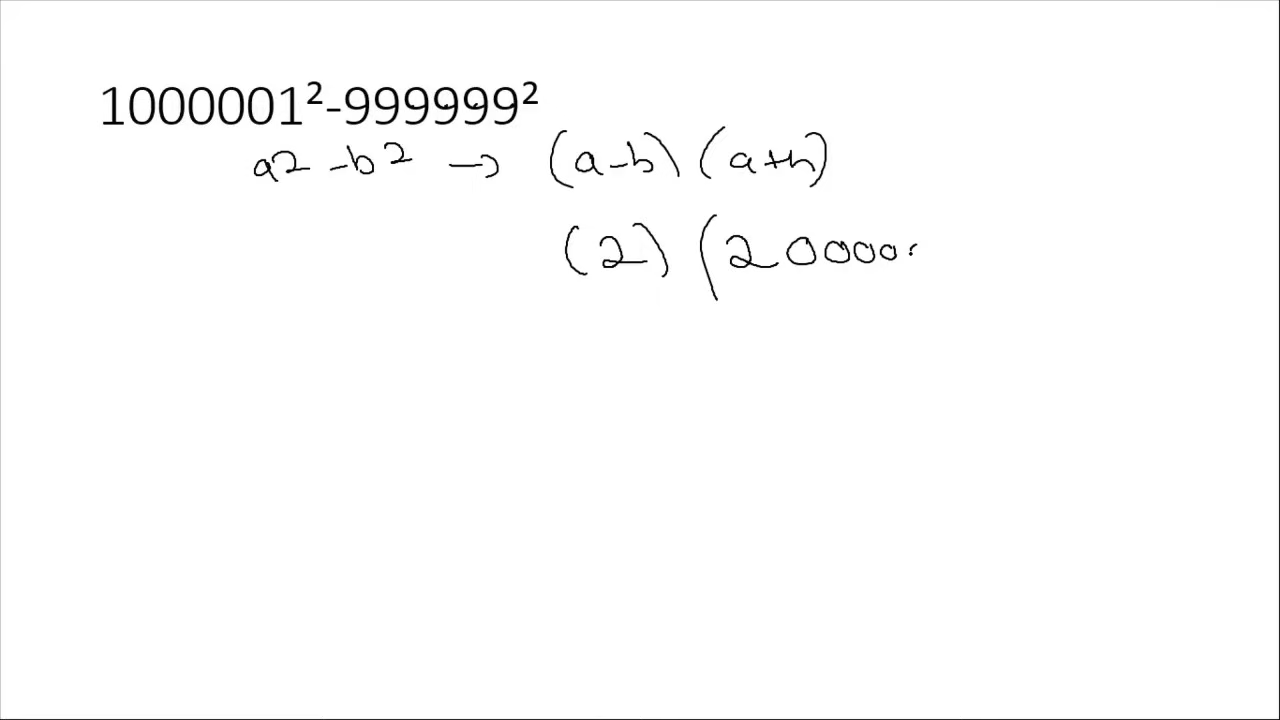 1000001²-999999²
a2 -b2 → (a-b) (a+b)
(2) (20000